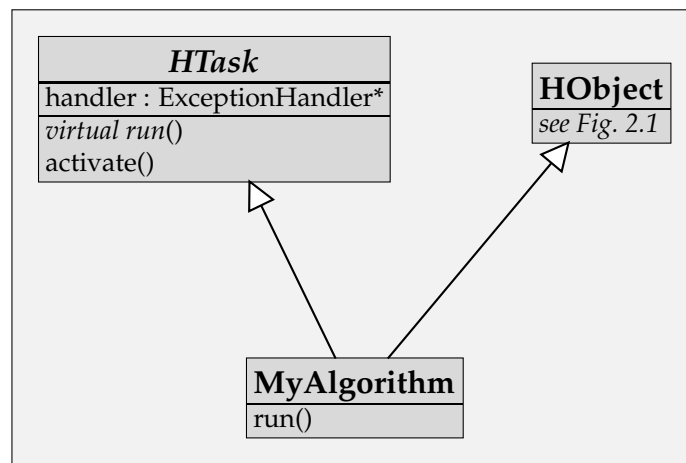 HTask
handler : ExceptionHandler*
virtual run()
activate()
HObject
see Fig. 2.1
MyAlgorithm
run()